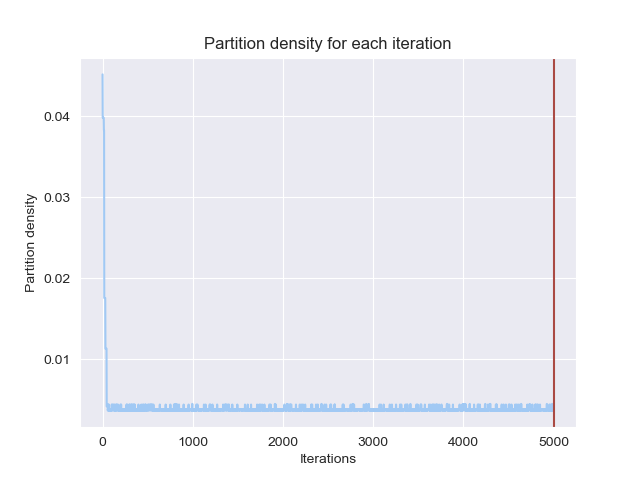 Partition density for each iteration
0.04
0.03
0.02
0.01
Partition density
0 1000 2000 3000 4000 5000
Iterations